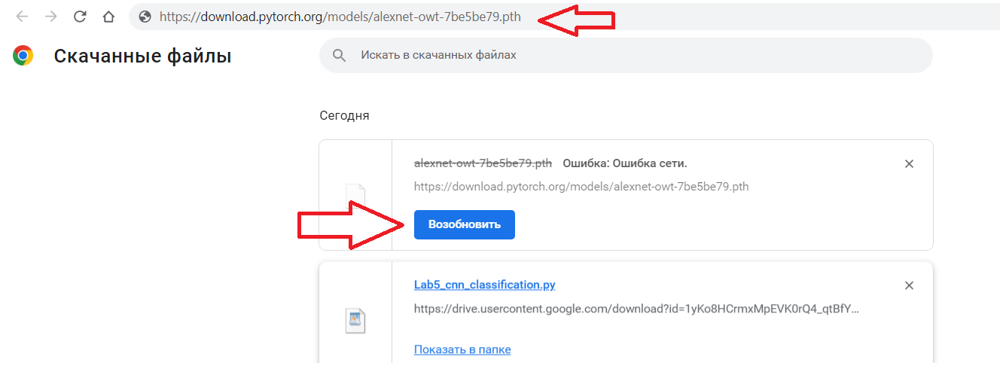 https://download.pytorch.org/models/alexnet-owt-7be5be79.pth
Скачанные файлы
Искать в скачанных файлах
Сегодня
alexnet-owt-7be5be79.pth Ошибка: Ошибка сети.
https://download.pytorch.org/models/alexnet-owt-7be5be79.pth
Возобновить
Lab5_cnn_classification.py
https://drive.usercontent.google.com/download?id=1yKo8HCrmxMpEVK0rQ4_qtBfY...
Показать в папке